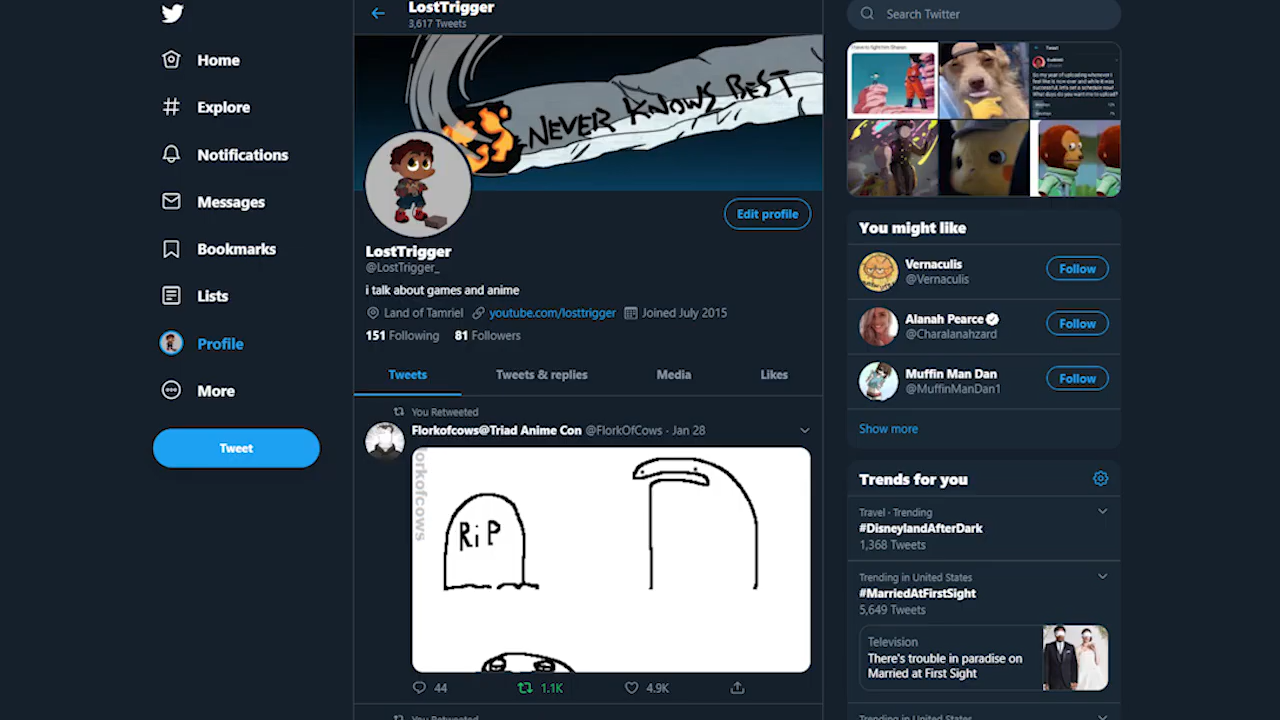 Home
Explore
Notifications
Messages
Bookmarks
Lists
Profile
More
Tweet
LostTrigger
3,617 Tweets
NEVER KNOWS BEST
Edit profile
LostTrigger
@LostTrigger_
i talk about games and anime
Land of Tamriel youtube.com/losttrigger Joined July 2015
151 Following 81 Followers
Tweets Tweets & replies Media Likes
You Retweeted
Florkofcows@Triad Anime Con @FlorkOfCows · Jan 28
lorkofcows
RiP
44 1.1K 4.9K
You Retweeted
Search Twitter
Tweet
So my year of uploading whenever i
feel like is now over and while it was
successful, lets set a schedule now!
What days do you want me to upload?
You might like
Vernaculis
@Vernaculis
Follow
Alanah Pearce
@Charalanahzard
Follow
Muffin Man Dan
@MuffinManDan1
Follow
Show more
Trends for you
Travel · Trending
#DisneylandAfterDark
1,368 Tweets
Trending in United States
#MarriedAtFirstSight
5,649 Tweets
Television
There's trouble in paradise on
Married at First Sight
Trending in United States